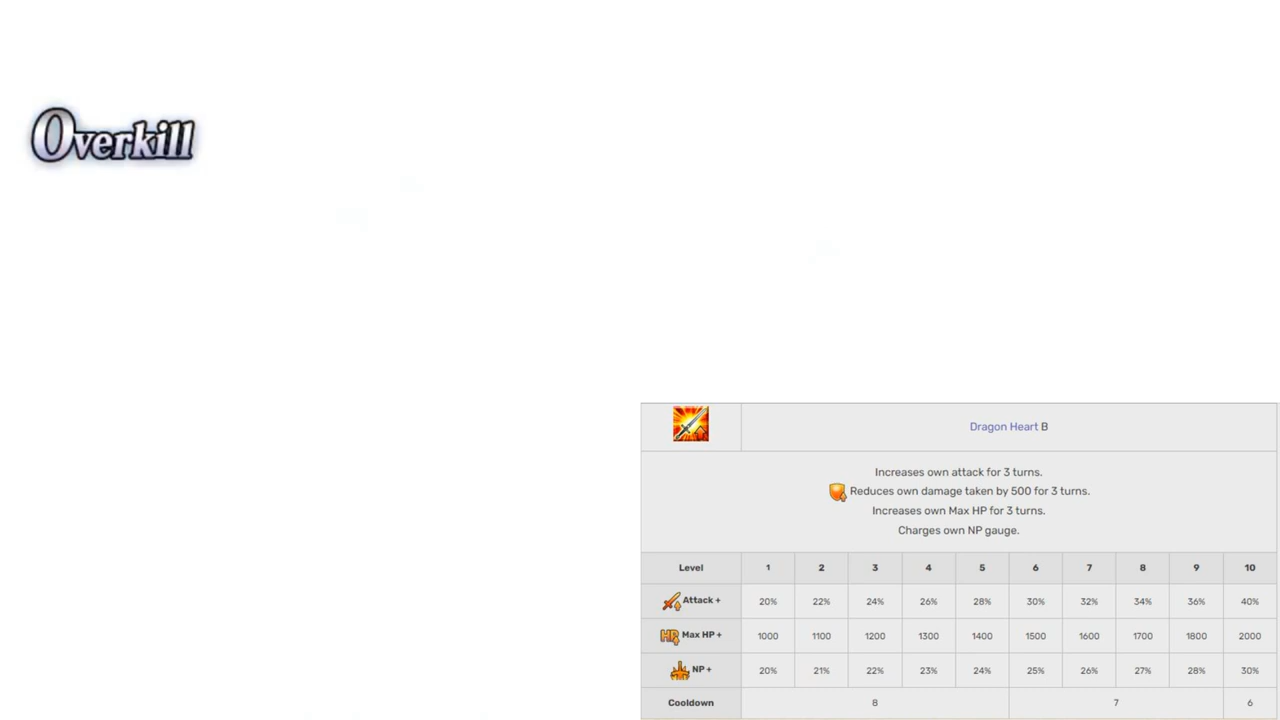 Overkill
Dragon Heart B
Increases own attack for 3 turns.
Reduces own damage taken by 500 for 3 turns.
Increases own Max HP for 3 turns.
Charges own NP gauge.
Level 1 2 3 4 5 6 7 8 9 10
Attack + 20% 22% 24% 26% 28% 30% 32% 34% 36% 40%
Max HP + 1000 1100 1200 1300 1400 1500 1600 1700 1800 2000
NP + 20% 21% 22% 23% 24% 25% 26% 27% 28% 30%
Cooldown 8 7 6